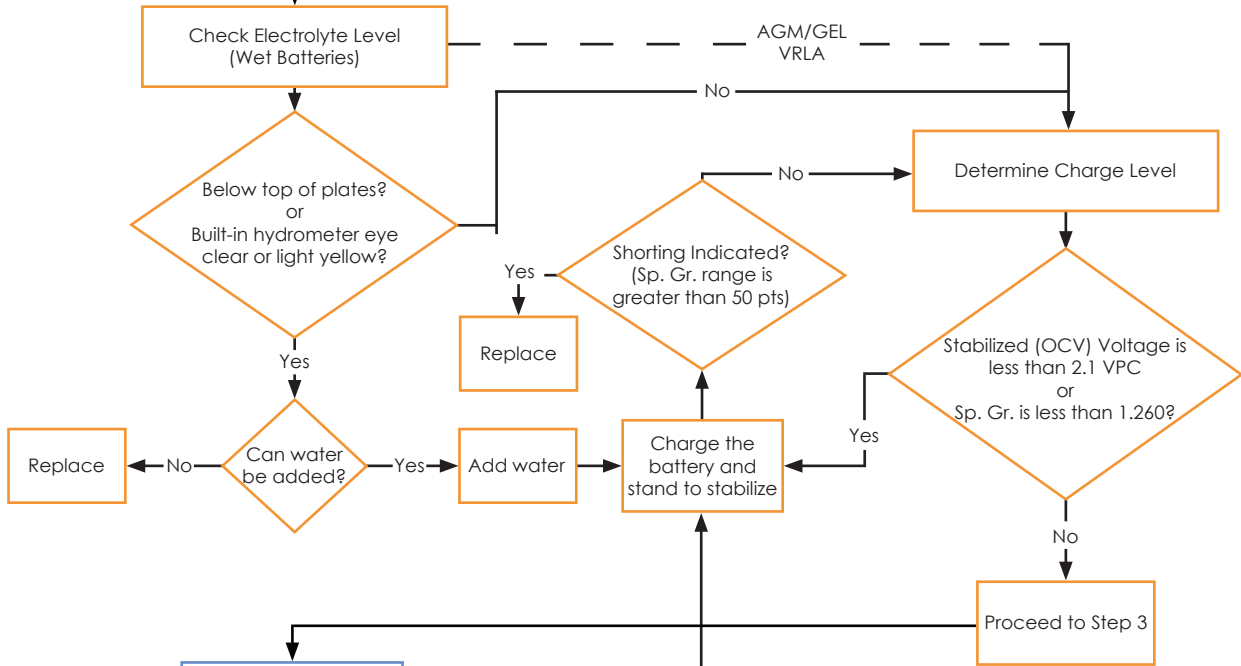 Check Electrolyte Level
(Wet Batteries)
AGM/GEL
VRLA
No
Below top of plates?
or
Built-in hydrometer eye
clear or light yellow?
No
Determine Charge Level
Shorting Indicated?
(Sp. Gr. range is
greater than 50 pts)
Yes
Replace
Yes
Stabilized (OCV) Voltage is
less than 2.1 VPC
or
Sp. Gr. is less than 1.260?
Yes
Replace
No
Can water
be added?
Yes
Add water
Charge the
battery and
stand to stabilize
No
Proceed to Step 3